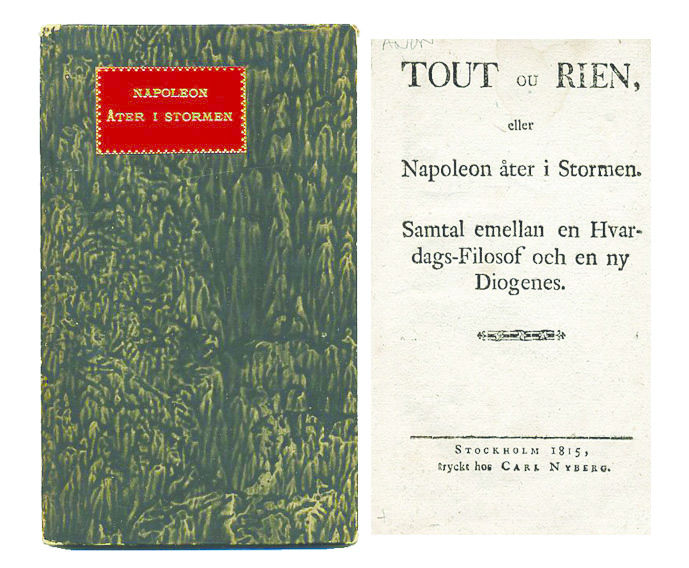 NAPOLEON
ÅTER I STORMEN
ANON
TOUT OU RIEN,
eller
Napoleon åter i Stormen.
Samtal emellan en Hvar-
dags-Filosof och en ny
Diogenes.
STOCKHOLM 1815,
tryckt hos CARL NYBERG.